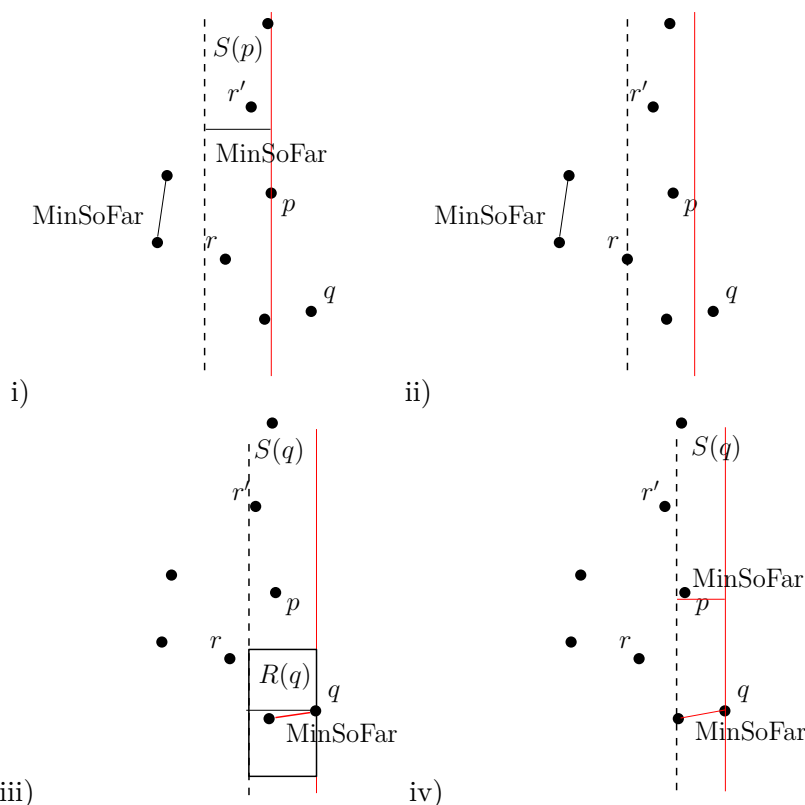 S(p)
r′
MinSoFar
MinSoFar
p
r
q
i)
r′
MinSoFar
p
r
q
ii)
S(q)
r′
p
r
R(q)
q
MinSoFar
iii)
S(q)
r′
MinSoFar
p
r
q
MinSoFar
iv)